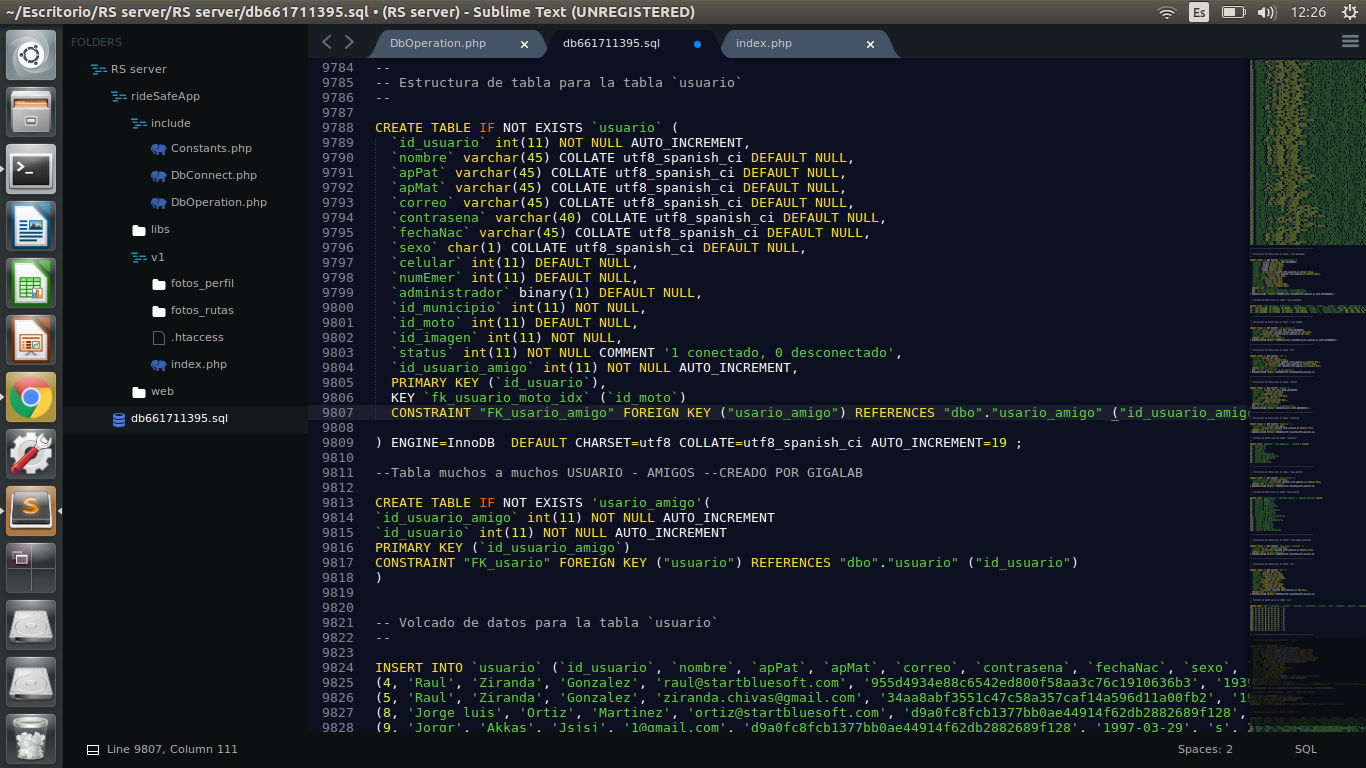 ~/Escritorio/RS server/RS server/db661711395.sql • (RS server) - Sublime Text (UNREGISTERED)
Es
12:26
FOLDERS
RS server
rideSafeApp
include
Constants.php
DbConnect.php
DbOperation.php
libs
v1
fotos_perfil
fotos_rutas
.htaccess
index.php
web
db661711395.sql
DbOperation.php
db661711395.sql
index.php
9784 --
9785 -- Estructura de tabla para la tabla `usuario`
9786 --
9787
9788 CREATE TABLE IF NOT EXISTS `usuario` (
9789 `id_usuario` int(11) NOT NULL AUTO_INCREMENT,
9790 `nombre` varchar(45) COLLATE utf8_spanish_ci DEFAULT NULL,
9791 `apPat` varchar(45) COLLATE utf8_spanish_ci DEFAULT NULL,
9792 `apMat` varchar(45) COLLATE utf8_spanish_ci DEFAULT NULL,
9793 `correo` varchar(45) COLLATE utf8_spanish_ci DEFAULT NULL,
9794 `contrasena` varchar(40) COLLATE utf8_spanish_ci DEFAULT NULL,
9795 `fechaNac` varchar(45) COLLATE utf8_spanish_ci DEFAULT NULL,
9796 `sexo` char(1) COLLATE utf8_spanish_ci DEFAULT NULL,
9797 `celular` int(11) DEFAULT NULL,
9798 `numEmer` int(11) DEFAULT NULL,
9799 `administrador` binary(1) DEFAULT NULL,
9800 `id_municipio` int(11) NOT NULL,
9801 `id_moto` int(11) DEFAULT NULL,
9802 `id_imagen` int(11) NOT NULL,
9803 `status` int(11) NOT NULL COMMENT '1 conectado, 0 desconectado',
9804 `id_usuario_amigo` int(11) NOT NULL AUTO_INCREMENT,
9805 PRIMARY KEY (`id_usuario`),
9806 KEY `fk_usuario_moto_idx` (`id_moto`)
9807 CONSTRAINT "FK_usario_amigo" FOREIGN KEY ("usario_amigo") REFERENCES "dbo"."usario_amigo" ("id_usuario_amigo
9808
9809 ) ENGINE=InnoDB  DEFAULT CHARSET=utf8 COLLATE=utf8_spanish_ci AUTO_INCREMENT=19 ;
9810
9811 --Tabla muchos a muchos USUARIO - AMIGOS --CREADO POR GIGALAB
9812
9813 CREATE TABLE IF NOT EXISTS 'usario_amigo'(
9814 `id_usuario_amigo` int(11) NOT NULL AUTO_INCREMENT
9815 `id_usuario` int(11) NOT NULL AUTO_INCREMENT
9816 PRIMARY KEY (`id_usuario_amigo`)
9817 CONSTRAINT "FK_usario" FOREIGN KEY ("usuario") REFERENCES "dbo"."usuario" ("id_usuario")
9818 )
9819
9820
9821 -- Volcado de datos para la tabla `usuario`
9822 --
9823
9824 INSERT INTO `usuario` (`id_usuario`, `nombre`, `apPat`, `apMat`, `correo`, `contrasena`, `fechaNac`, `sexo`,
9825 (4, 'Raul', 'Ziranda', 'Gonzalez', 'raul@startbluesoft.com', '955d4934e88c6542ed800f58aa3c76c1910636b3', '193
9826 (5, 'Raul', 'Ziranda', 'Gonzalez', 'ziranda.chivas@gmail.com', '34aa8abf3551c47c58a357caf14a596d11a00fb2', '1
9827 (8, 'Jorge luis', 'Ortiz', 'Martinez', 'ortiz@startbluesoft.com', 'd9a0fc8fcb1377bb0ae44914f62db2882689f128',
9828 (9, 'Jorgr', 'Akkas', 'Jsjsj', '1@gmail.com', 'd9a0fc8fcb1377bb0ae44914f62db2882689f128', '1997-03-29', 's',
Line 9807, Column 111
Spaces: 2
SQL